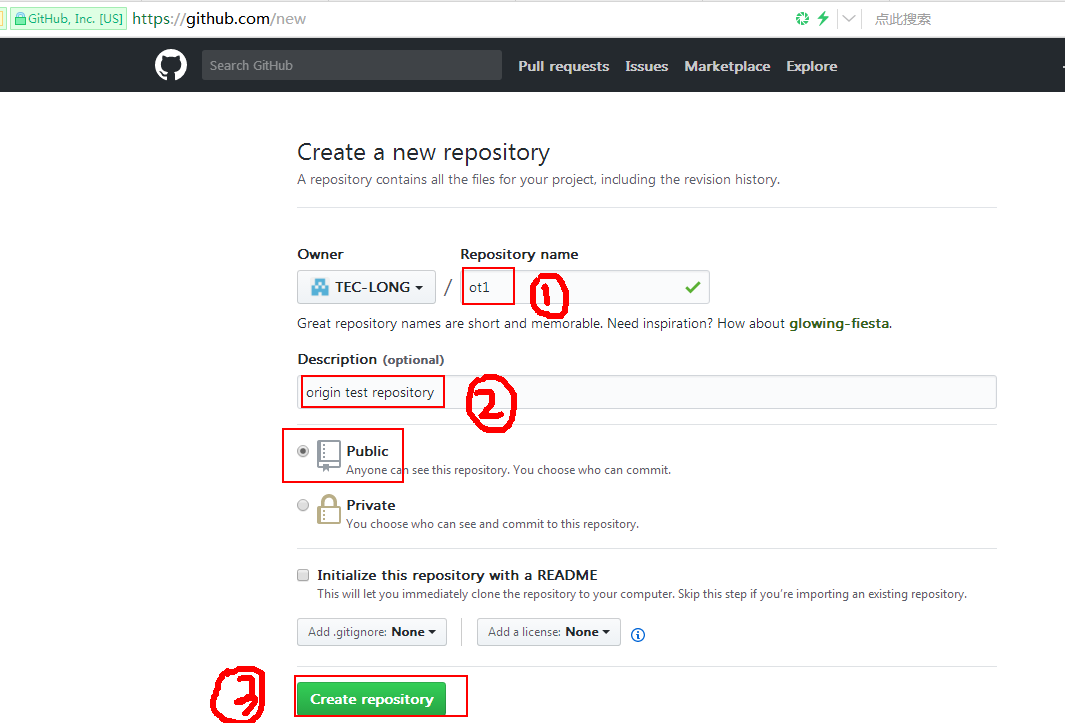 GitHub, Inc. [US] https://github.com/new 点此搜索
Search GitHub Pull requests Issues Marketplace Explore
Create a new repository
A repository contains all the files for your project, including the revision history.
Owner Repository name
TEC-LONG / ot1 1
Great repository names are short and memorable. Need inspiration? How about glowing-fiesta.
Description (optional)
origin test repository 2
Public
Anyone can see this repository. You choose who can commit.
Private
You choose who can see and commit to this repository.
Initialize this repository with a README
This will let you immediately clone the repository to your computer. Skip this step if you're importing an existing repository.
Add .gitignore: None Add a license: None
3 Create repository